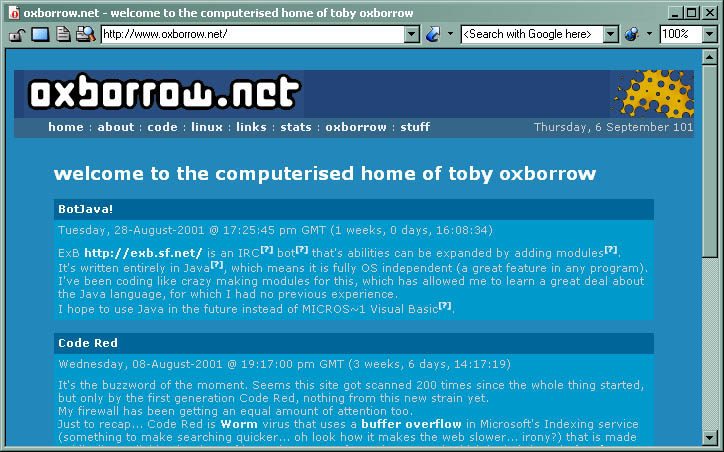 oxborrow.net - welcome to the computerised home of toby oxborrow
http://www.oxborrow.net/ <Search with Google here> 100%
oxborrow.net
home : about : code : linux : links : stats : oxborrow : stuff Thursday, 6 September 101
welcome to the computerised home of toby oxborrow
BotJava!
Tuesday, 28-August-2001 @ 17:25:45 pm GMT (1 weeks, 0 days, 16:08:34)
ExB http://exb.sf.net/ is an IRC[?] bot[?] that's abilities can be expanded by adding modules[?].
It's written entirely in Java[?], which means it is fully OS independent (a great feature in any program).
I've been coding like crazy making modules for this, which has allowed me to learn a great deal about
the Java language, for which I had no previous experience.
I hope to use Java in the future instead of MICROS~1 Visual Basic[?].
Code Red
Wednesday, 08-August-2001 @ 19:17:00 pm GMT (3 weeks, 6 days, 14:17:19)
It's the buzzword of the moment. Seems this site got scanned 200 times since the whole thing started,
but only by the first generation Code Red, nothing from this new strain yet.
My firewall has been getting an equal amount of attention too.
Just to recap... Code Red is Worm virus that uses a buffer overflow in Microsoft's Indexing service
(something to make searching quicker... oh look how it makes the web slower... irony?) that is made